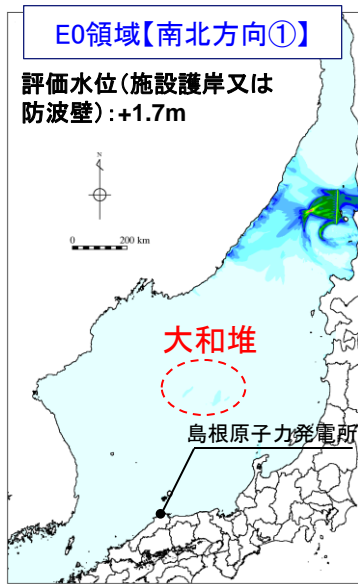 E0領域【南北方向①】
評価水位(施設護岸又は
防波壁):+1.7m
N
0 200 km
大和堆
島根原子力発電所